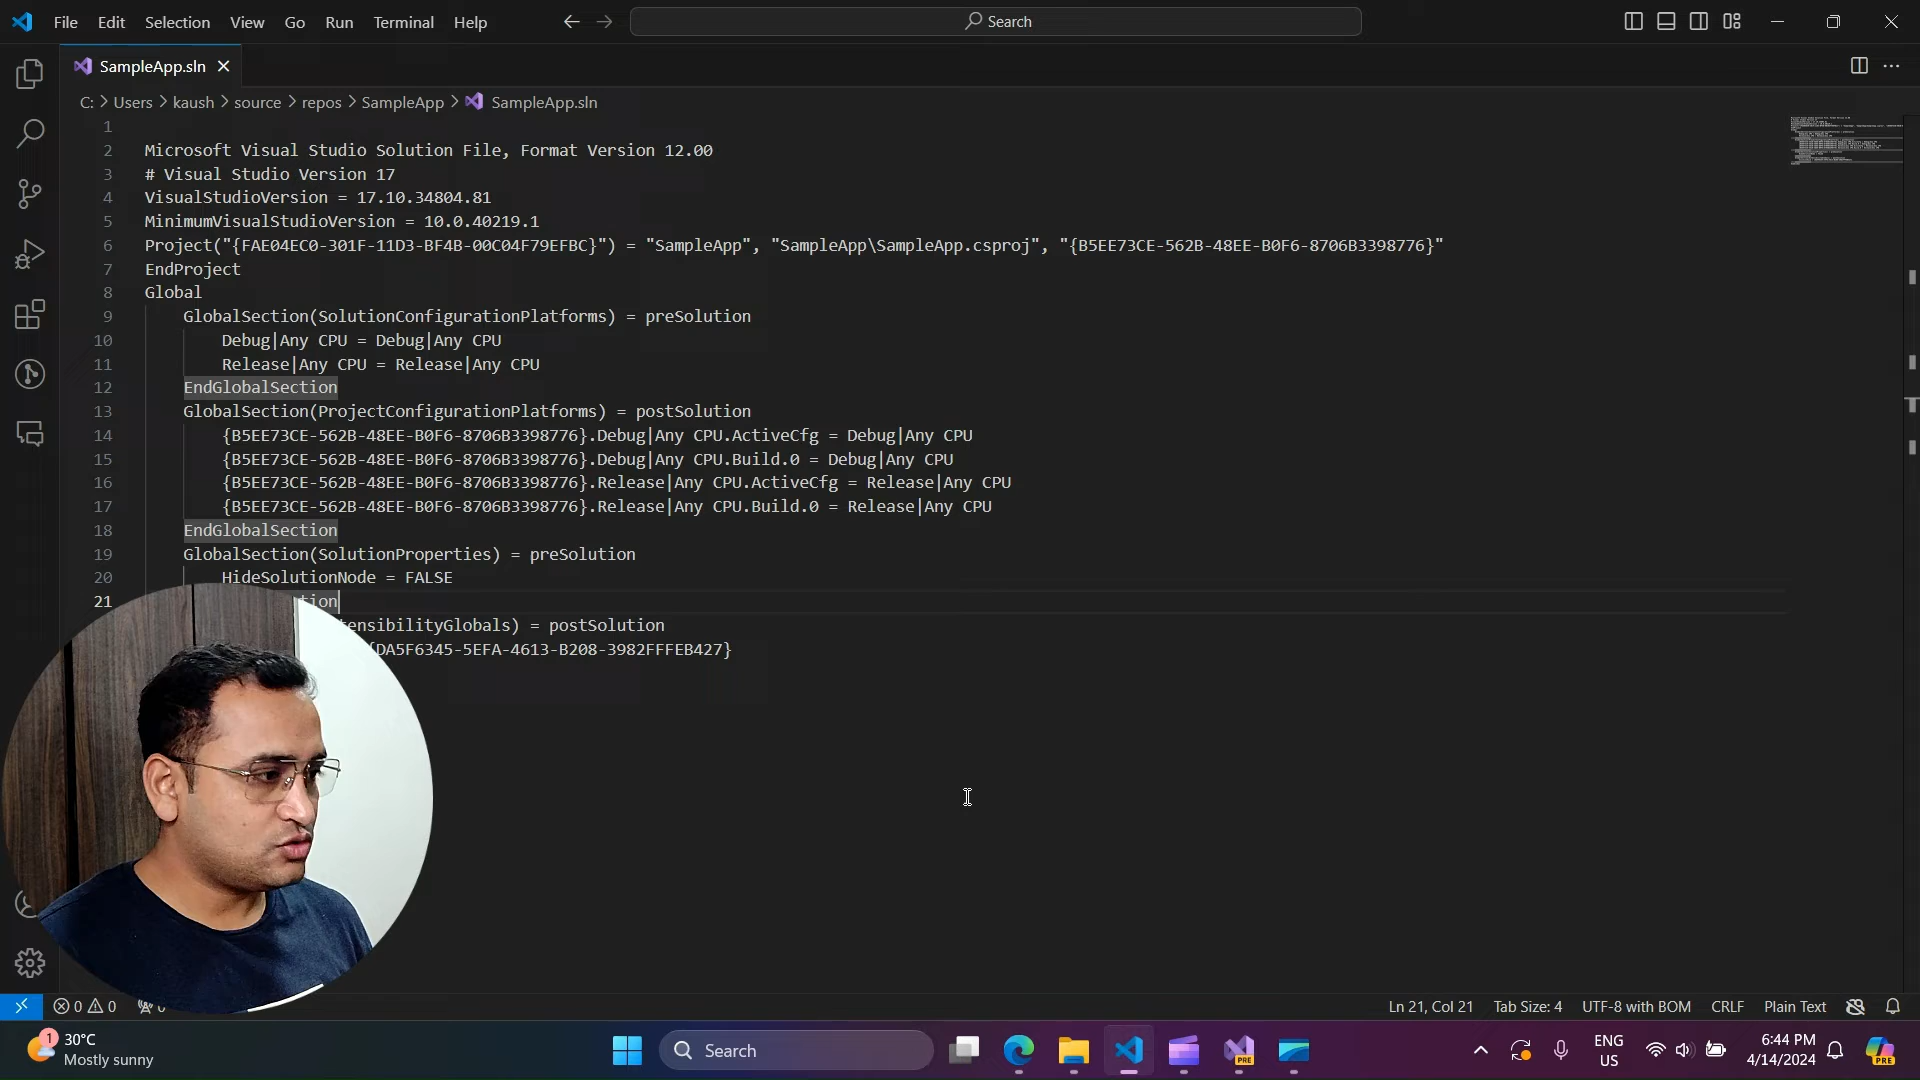 File Edit Selection View Go Run Terminal Help
Search
SampleApp.sln
C: > Users > kaush > source > repos > SampleApp > SampleApp.sln
1
2 Microsoft Visual Studio Solution File, Format Version 12.00
3 # Visual Studio Version 17
4 VisualStudioVersion = 17.10.34804.81
5 MinimumVisualStudioVersion = 10.0.40219.1
6 Project("{FAE04EC0-301F-11D3-BF4B-00C04F79EFBC}") = "SampleApp", "SampleApp\SampleApp.csproj", "{B5EE73CE-562B-48EE-B0F6-8706B3398776}"
7 EndProject
8 Global
9 GlobalSection(SolutionConfigurationPlatforms) = preSolution
10 Debug|Any CPU = Debug|Any CPU
11 Release|Any CPU = Release|Any CPU
12 EndGlobalSection
13 GlobalSection(ProjectConfigurationPlatforms) = postSolution
14 {B5EE73CE-562B-48EE-B0F6-8706B3398776}.Debug|Any CPU.ActiveCfg = Debug|Any CPU
15 {B5EE73CE-562B-48EE-B0F6-8706B3398776}.Debug|Any CPU.Build.0 = Debug|Any CPU
16 {B5EE73CE-562B-48EE-B0F6-8706B3398776}.Release|Any CPU.ActiveCfg = Release|Any CPU
17 {B5EE73CE-562B-48EE-B0F6-8706B3398776}.Release|Any CPU.Build.0 = Release|Any CPU
18 EndGlobalSection
19 GlobalSection(SolutionProperties) = preSolution
20 HideSolutionNode = FALSE
21 tion
tensibilityGlobals) = postSolution
{DA5F6345-5EFA-4613-B208-3982FFFEB427}
0 0 Ln 21, Col 21 Tab Size: 4 UTF-8 with BOM CRLF Plain Text
1 30°C
Mostly sunny
Search
PRE
ENG
US
6:44 PM
4/14/2024
PRE